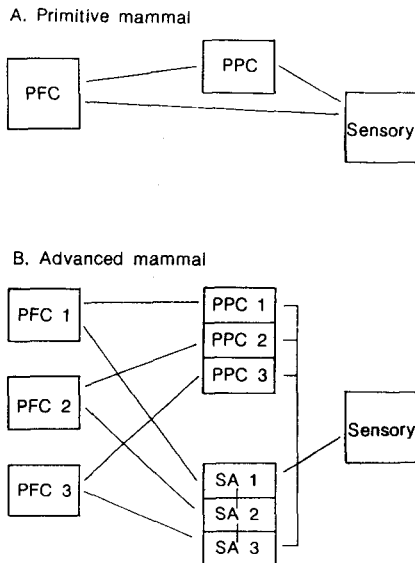 A. Primitive mammal
PFC
PPC
Sensory
B. Advanced mammal
PFC 1
PFC 2
PFC 3
PPC 1
PPC 2
PPC 3
SA 1
SA 2
SA 3
Sensory